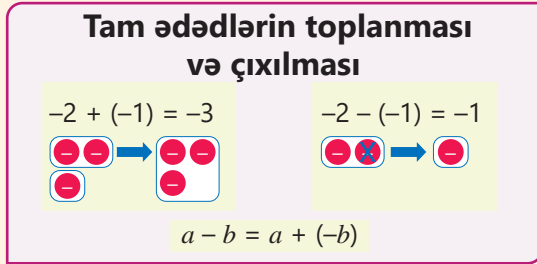 Tam ədədlərin toplanması
və çıxılması
–2 + (–1) = –3
–2 – (–1) = –1
– – – – –
– – –
– –
a – b = a + (–b)